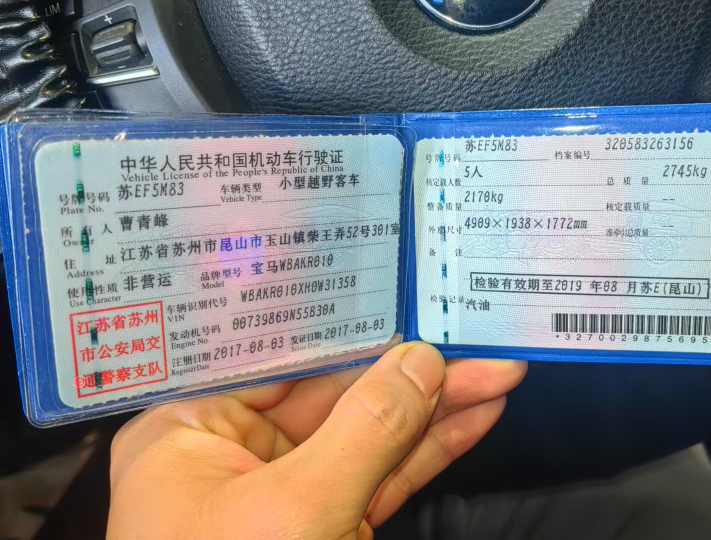 LIM
中华人民共和国机动车行驶证
Vehicle License of the People's Republic of China
号牌号码 苏EF5M83 车辆类型 小型越野客车
Plate No. Vehicle Type
所有人 曹青峰
Owner
住址 江苏省苏州市昆山市玉山镇柴王弄52号301室
Address
使用性质 非营运 品牌型号 宝马WBAKR010
Use Character Model
江苏省苏州
市公安局交
通警察支队
车辆识别代号 WBAKR010XH0W31358
VIN
发动机号码 00739869N55B30A
Engine No.
注册日期 2017-08-03 发证日期 2017-08-03
Register Date Issue Date
号牌号码 苏EF5M83 档案编号 320583263156
核定载人数 5人 总质量 2745kg
整备质量 2170kg 核定载质量 --
外廓尺寸 4909×1938×1772mm 准牵引总质量 --
备注
检验有效期至2019 年08 月苏E(昆山)
检验记录 汽油
*3270029875695